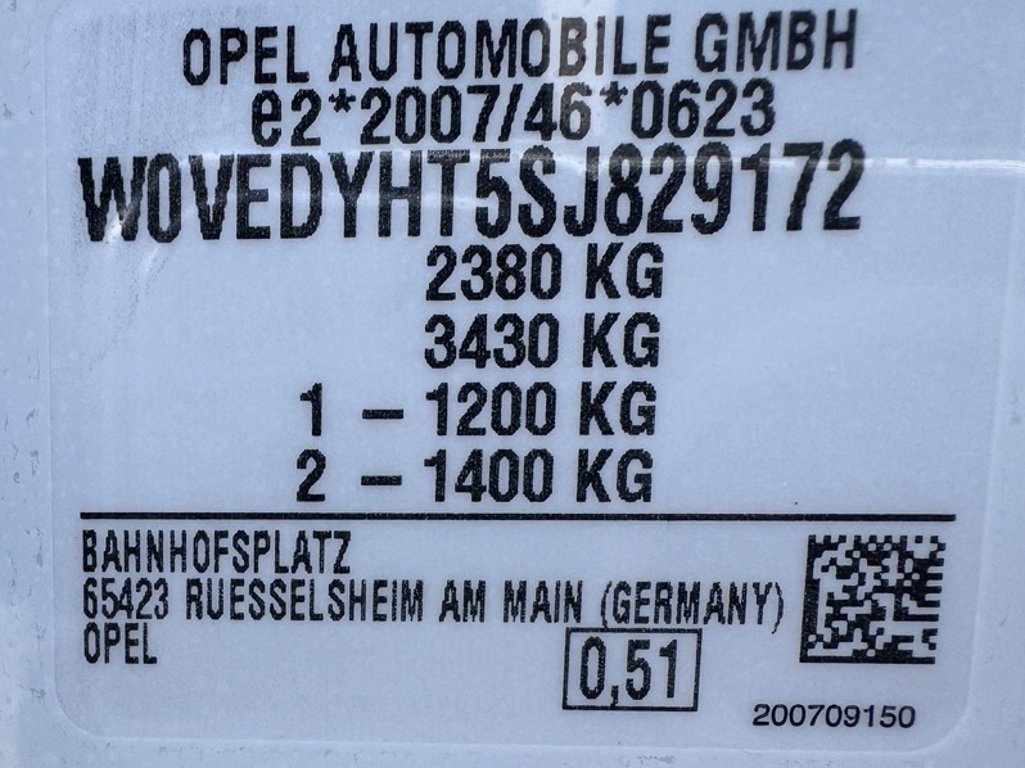 OPEL AUTOMOBILE GMBH
e2*2007/46*0623
W0VEDYHT5SJ829172
2380 KG
3430 KG
1 – 1200 KG
2 – 1400 KG
BAHNHOFSPLATZ
65423 RUESSELSHEIM AM MAIN (GERMANY)
OPEL
0,51
200709150